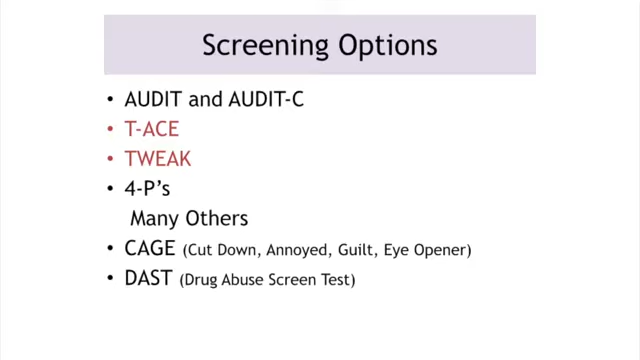 Screening Options
• AUDIT and AUDIT-C
• T-ACE
• TWEAK
• 4-P's
Many Others
• CAGE (Cut Down, Annoyed, Guilt, Eye Opener)
• DAST (Drug Abuse Screen Test)